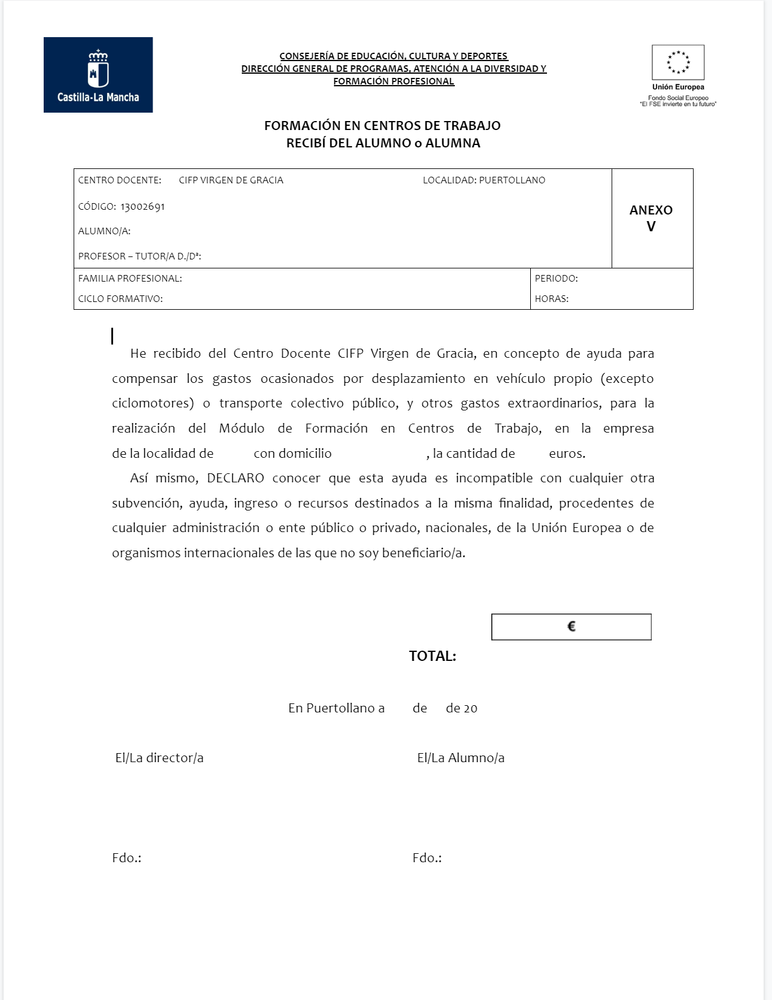 Castilla-La Mancha
CONSEJERÍA DE EDUCACIÓN, CULTURA Y DEPORTES
DIRECCIÓN GENERAL DE PROGRAMAS, ATENCIÓN A LA DIVERSIDAD Y
FORMACIÓN PROFESIONAL
Unión Europea
Fondo Social Europeo
"El FSE invierte en tu futuro"
FORMACIÓN EN CENTROS DE TRABAJO
RECIBÍ DEL ALUMNO o ALUMNA
CENTRO DOCENTE: CIFP VIRGEN DE GRACIA LOCALIDAD: PUERTOLLANO
CÓDIGO: 13002691
ALUMNO/A:
PROFESOR – TUTOR/A D./Dª:
ANEXO
V
FAMILIA PROFESIONAL:
CICLO FORMATIVO:
PERIODO:
HORAS:
He recibido del Centro Docente CIFP Virgen de Gracia, en concepto de ayuda para
compensar los gastos ocasionados por desplazamiento en vehículo propio (excepto
ciclomotores) o transporte colectivo público, y otros gastos extraordinarios, para la
realización del Módulo de Formación en Centros de Trabajo, en la empresa
de la localidad de con domicilio , la cantidad de euros.
Así mismo, DECLARO conocer que esta ayuda es incompatible con cualquier otra
subvención, ayuda, ingreso o recursos destinados a la misma finalidad, procedentes de
cualquier administración o ente público o privado, nacionales, de la Unión Europea o de
organismos internacionales de las que no soy beneficiario/a.
€
TOTAL:
En Puertollano a de de 20
El/La director/a El/La Alumno/a
Fdo.: Fdo.: